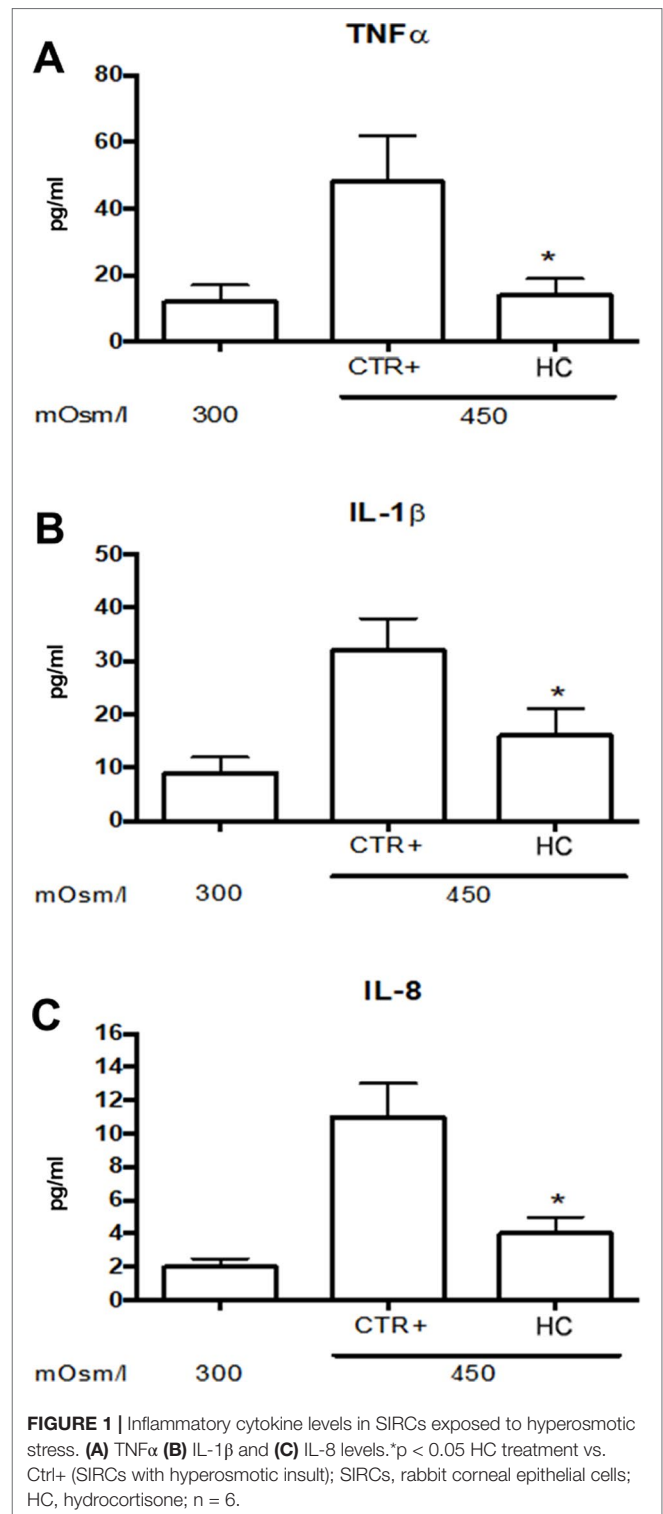 A
TNFα
80
60
40
20
0
pg/ml
*
CTR+ HC
mOsm/l 300 450
B
IL-1β
50
40
30
20
10
0
pg/ml
*
CTR+ HC
mOsm/l 300 450
C
IL-8
16
14
12
10
8
6
4
2
0
pg/ml
*
CTR+ HC
mOsm/l 300 450
FIGURE 1 | Inflammatory cytokine levels in SIRCs exposed to hyperosmotic
stress. (A) TNFα (B) IL-1β and (C) IL-8 levels.*p < 0.05 HC treatment vs.
Ctrl+ (SIRCs with hyperosmotic insult); SIRCs, rabbit corneal epithelial cells;
HC, hydrocortisone; n = 6.